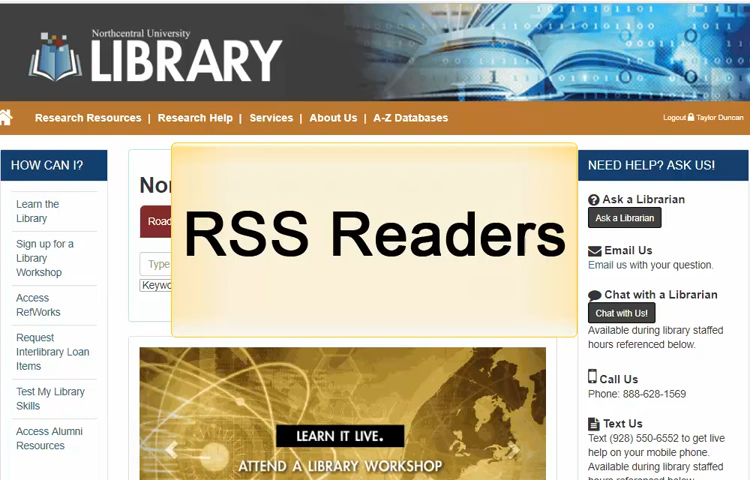 Northcentral University
LIBRARY
Research Resources | Research Help | Services | About Us | A-Z Databases
Logout Taylor Duncan
HOW CAN I?
Learn the
Library
Sign up for a
Library
Workshop
Access
RefWorks
Request
Interlibrary Loan
Items
Test My Library
Skills
Access Alumni
Resources
RSS Readers
Type
LEARN IT LIVE.
ATTEND A LIBRARY WORKSHOP
NEED HELP? ASK US!
Ask a Librarian
Ask a Librarian
Email Us
Email us with your question.
Chat with a Librarian
Chat with Us!
Available during library staffed
hours referenced below.
Call Us
Phone: 888-628-1569
Text Us
Text (928) 550-6552 to get live
help on your mobile phone.
Available during library staffed
hours referenced below.